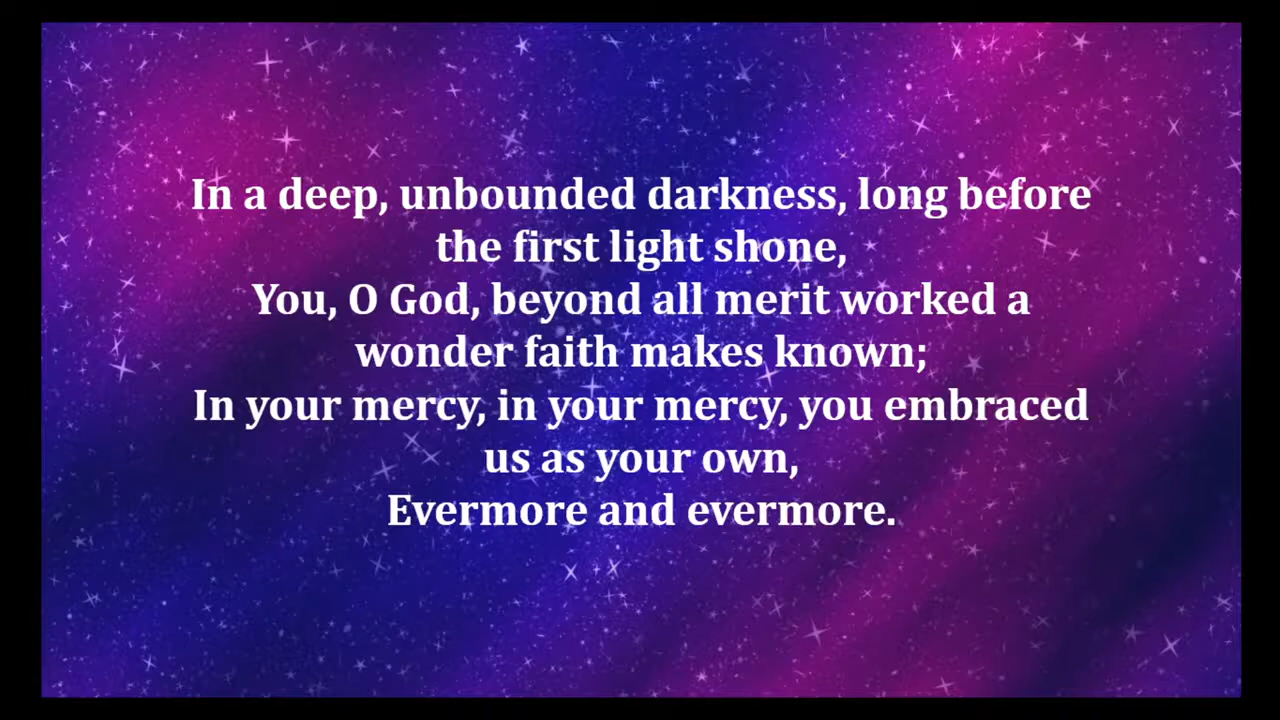 In a deep, unbounded darkness, long before
the first light shone,
You, O God, beyond all merit worked a
wonder faith makes known;
In your mercy, in your mercy, you embraced
us as your own,
Evermore and evermore.